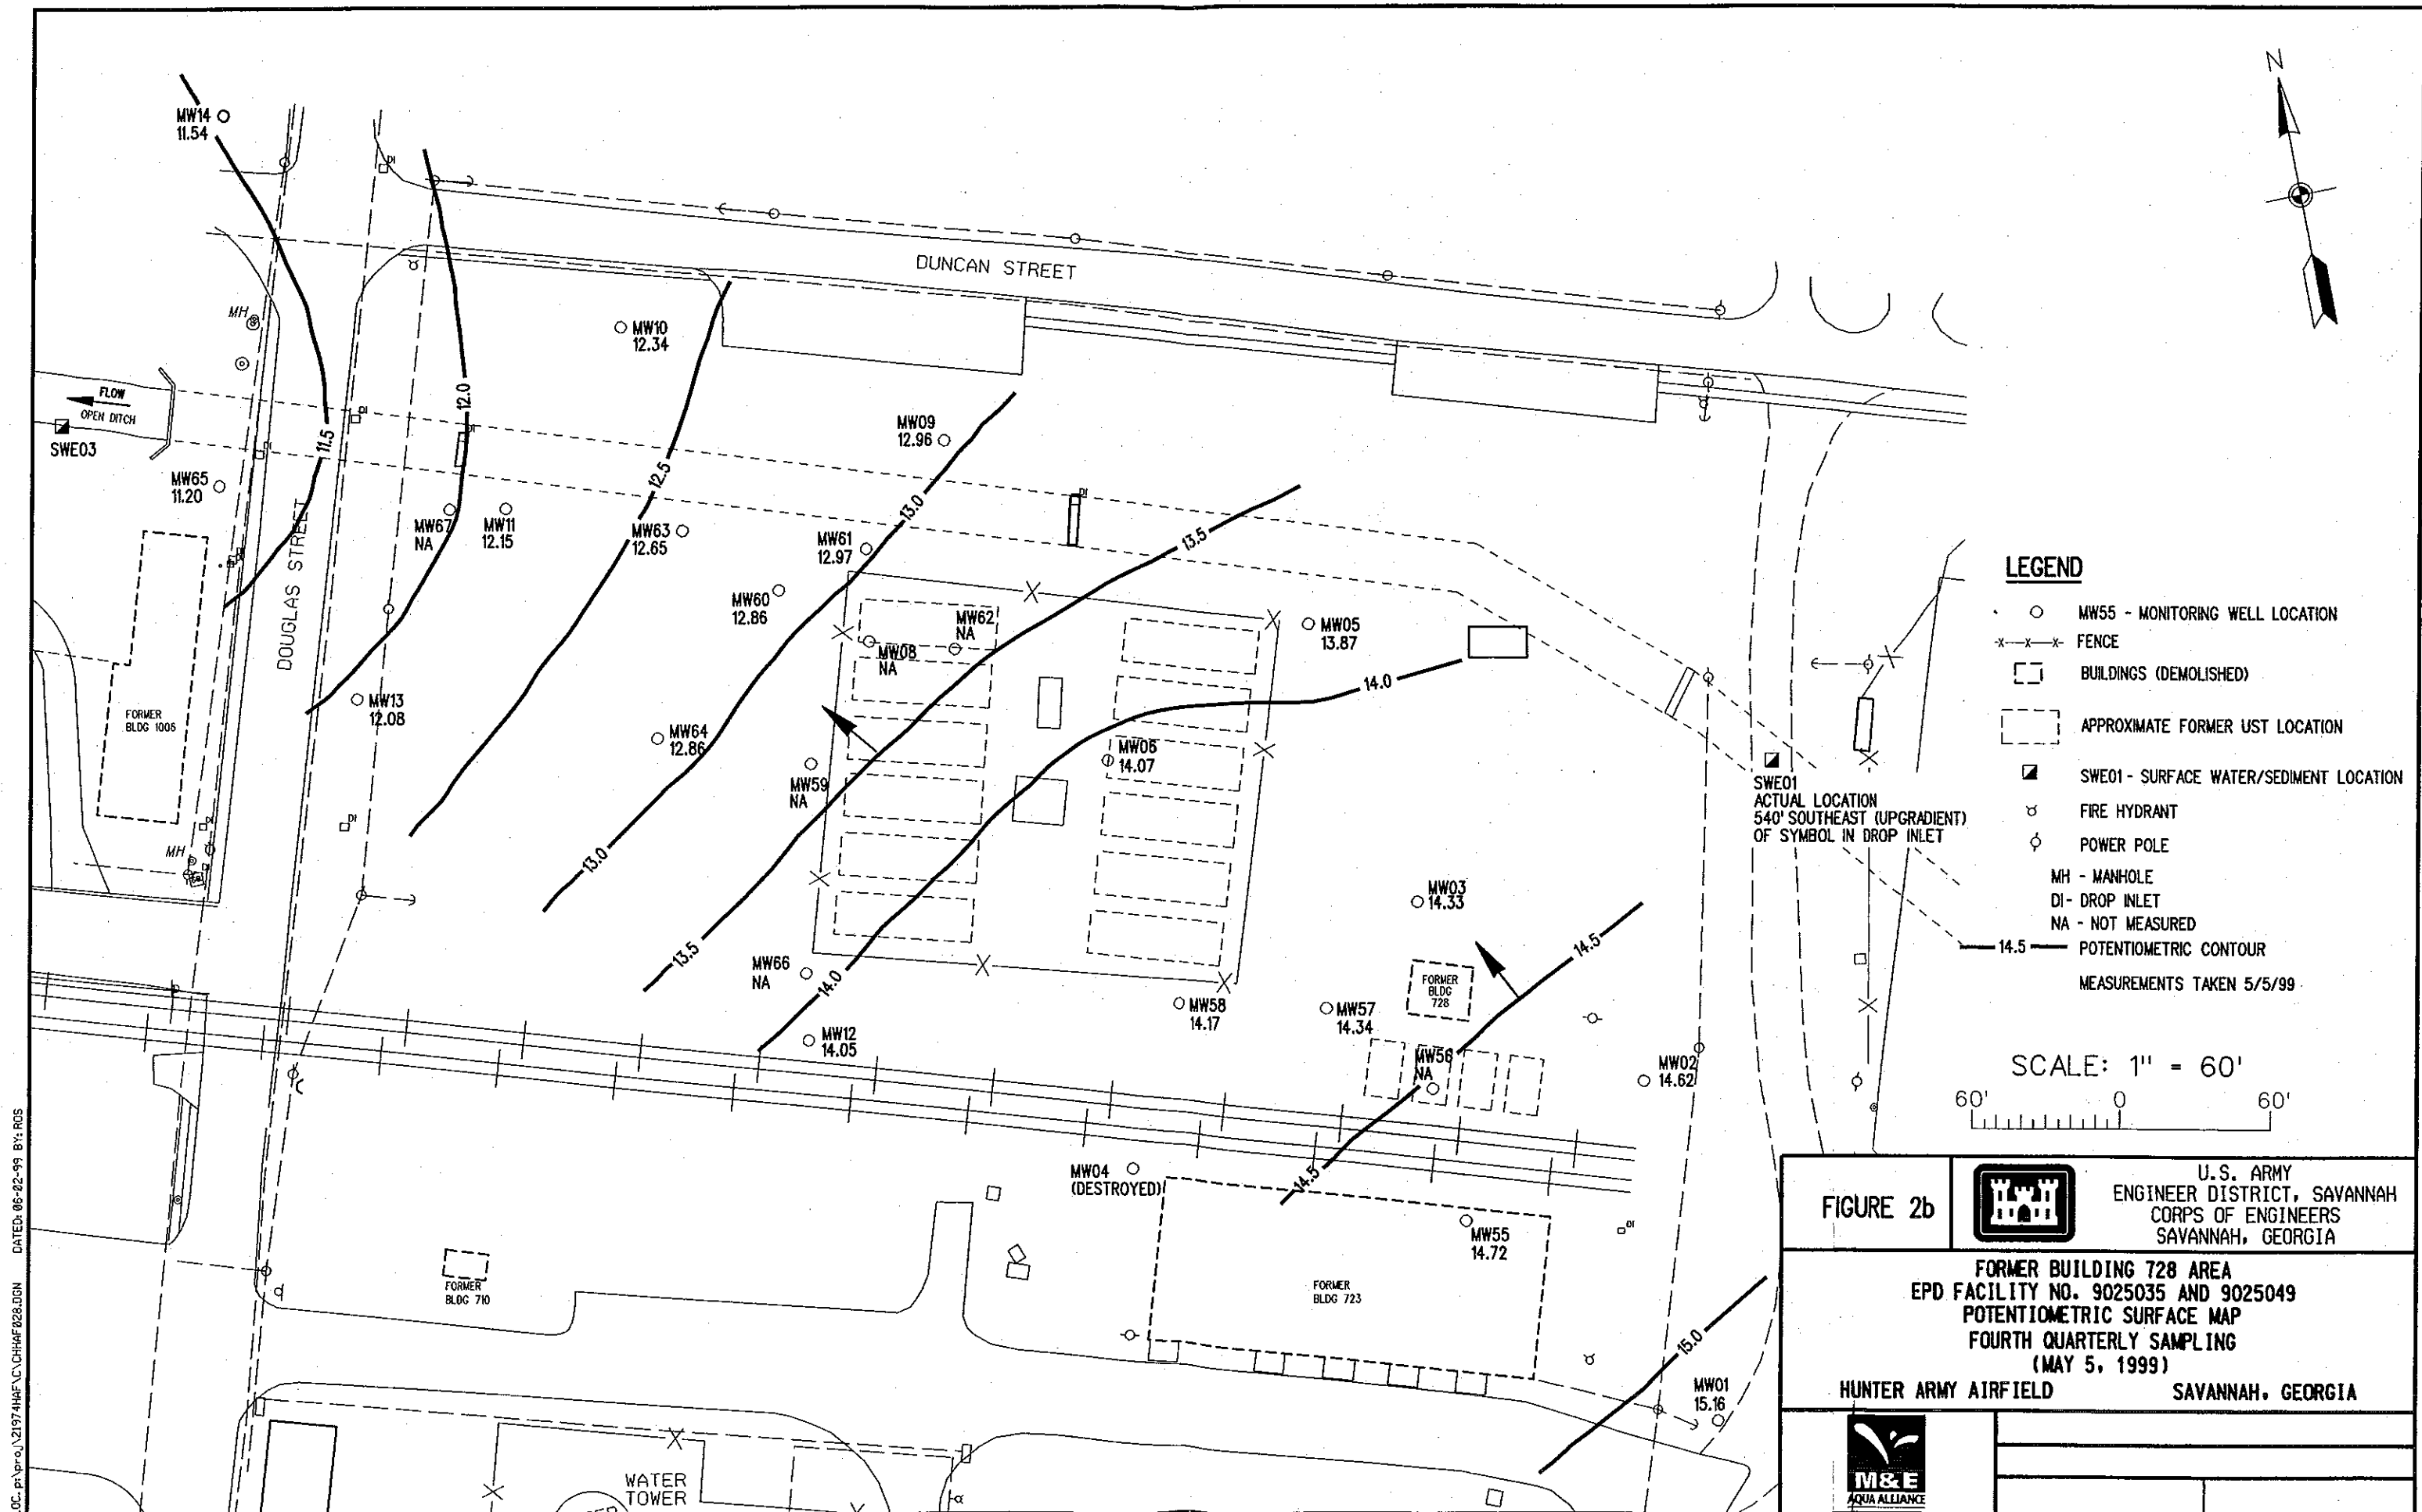 N
MW14
11.54
DI
DUNCAN STREET
MH
MW10
12.34
12.0
FLOW
OPEN DITCH
SWE03
DI
DI
DI
11.5
12.5
MW09
12.96
MW65
11.20
DI
13.0
MW67
NA
MW11
12.15
MW63
12.65
MW61
12.97
13.5
DOUGLAS STREET
MW60
12.86
MW62
NA
MW08
NA
MW05
13.87
14.0
FORMER
BLDG 1006
MW13
12.08
MW64
12.86
MW59
NA
MW06
14.07
SWE01
ACTUAL LOCATION
540' SOUTHEAST (UPGRADIENT)
OF SYMBOL IN DROP INLET
DI
DI
MH
13.0
MW03
14.33
13.5
14.5
MW66
NA
14.0
FORMER
BLDG
728
MW58
14.17
MW57
14.34
MW12
14.05
MW56
NA
MW02
14.62
MW04
(DESTROYED)
14.5
MW55
14.72
DI
FORMER
BLDG 710
FORMER
BLDG 723
15.0
MW01
15.16
WATER
TOWER
LEGEND
MW55 - MONITORING WELL LOCATION
-x—x—x- FENCE
BUILDINGS (DEMOLISHED)
APPROXIMATE FORMER UST LOCATION
SWE01 - SURFACE WATER/SEDIMENT LOCATION
FIRE HYDRANT
POWER POLE
MH - MANHOLE
DI - DROP INLET
NA - NOT MEASURED
14.5 POTENTIOMETRIC CONTOUR
MEASUREMENTS TAKEN 5/5/99
SCALE: 1" = 60'
60' 0 60'
FIGURE 2b
U.S. ARMY
ENGINEER DISTRICT, SAVANNAH
CORPS OF ENGINEERS
SAVANNAH, GEORGIA
FORMER BUILDING 728 AREA
EPD FACILITY NO. 9025035 AND 9025049
POTENTIOMETRIC SURFACE MAP
FOURTH QUARTERLY SAMPLING
(MAY 5, 1999)
HUNTER ARMY AIRFIELD SAVANNAH, GEORGIA
M&E
AQUA ALLIANCE
DATED: 06-02-99 BY: ROS